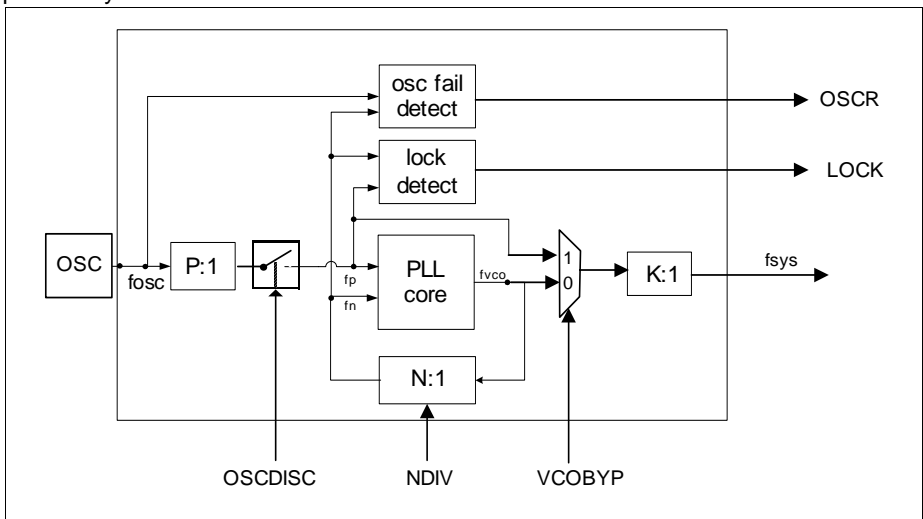 osc fail
detect
OSCR
lock
detect
LOCK
OSC
fosc
P:1
fp
fn
PLL
core
fvco
1
0
K:1
fsys
N:1
OSCDISC
NDIV
VCOBYP